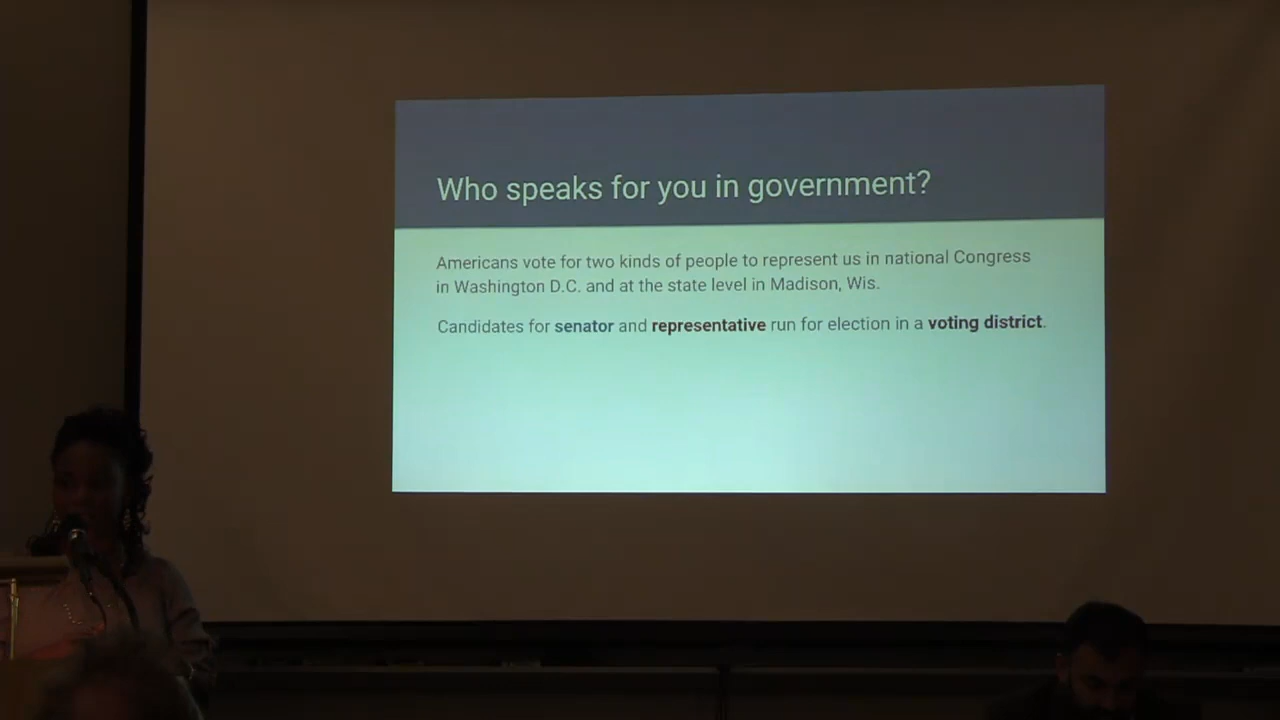 Who speaks for you in government?
Americans vote for two kinds of people to represent us in national Congress
in Washington D.C. and at the state level in Madison, Wis.
Candidates for senator and representative run for election in a voting district.